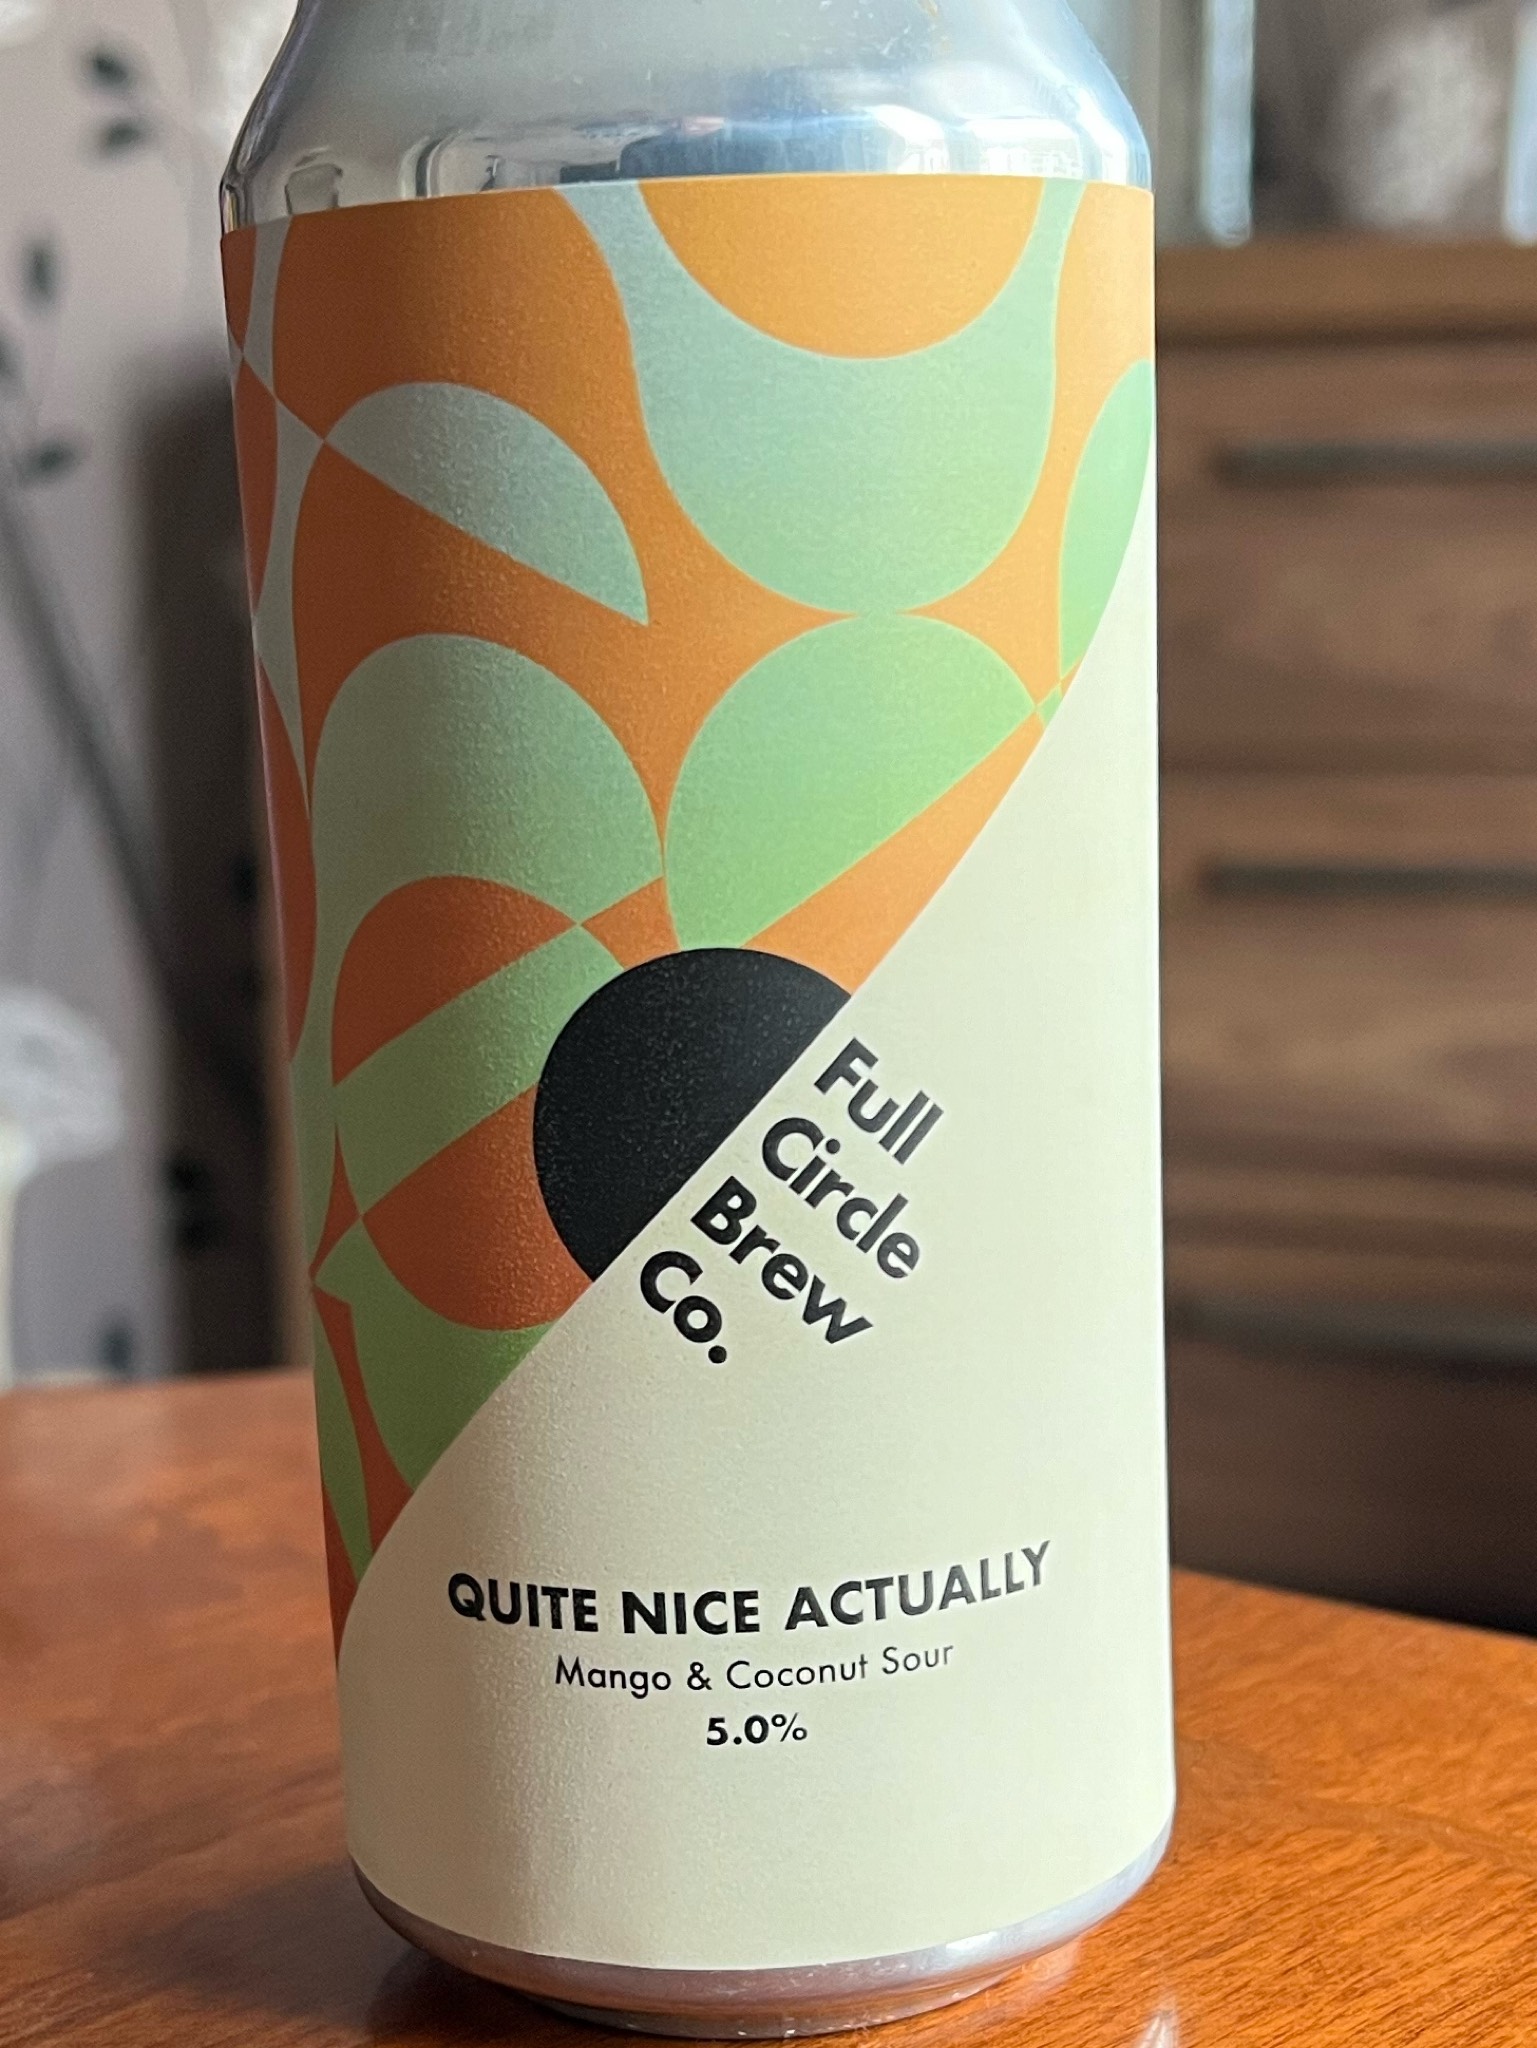 Full
Circle
Brew
Co.
QUITE NICE ACTUALLY
Mango & Coconut Sour
5.0%